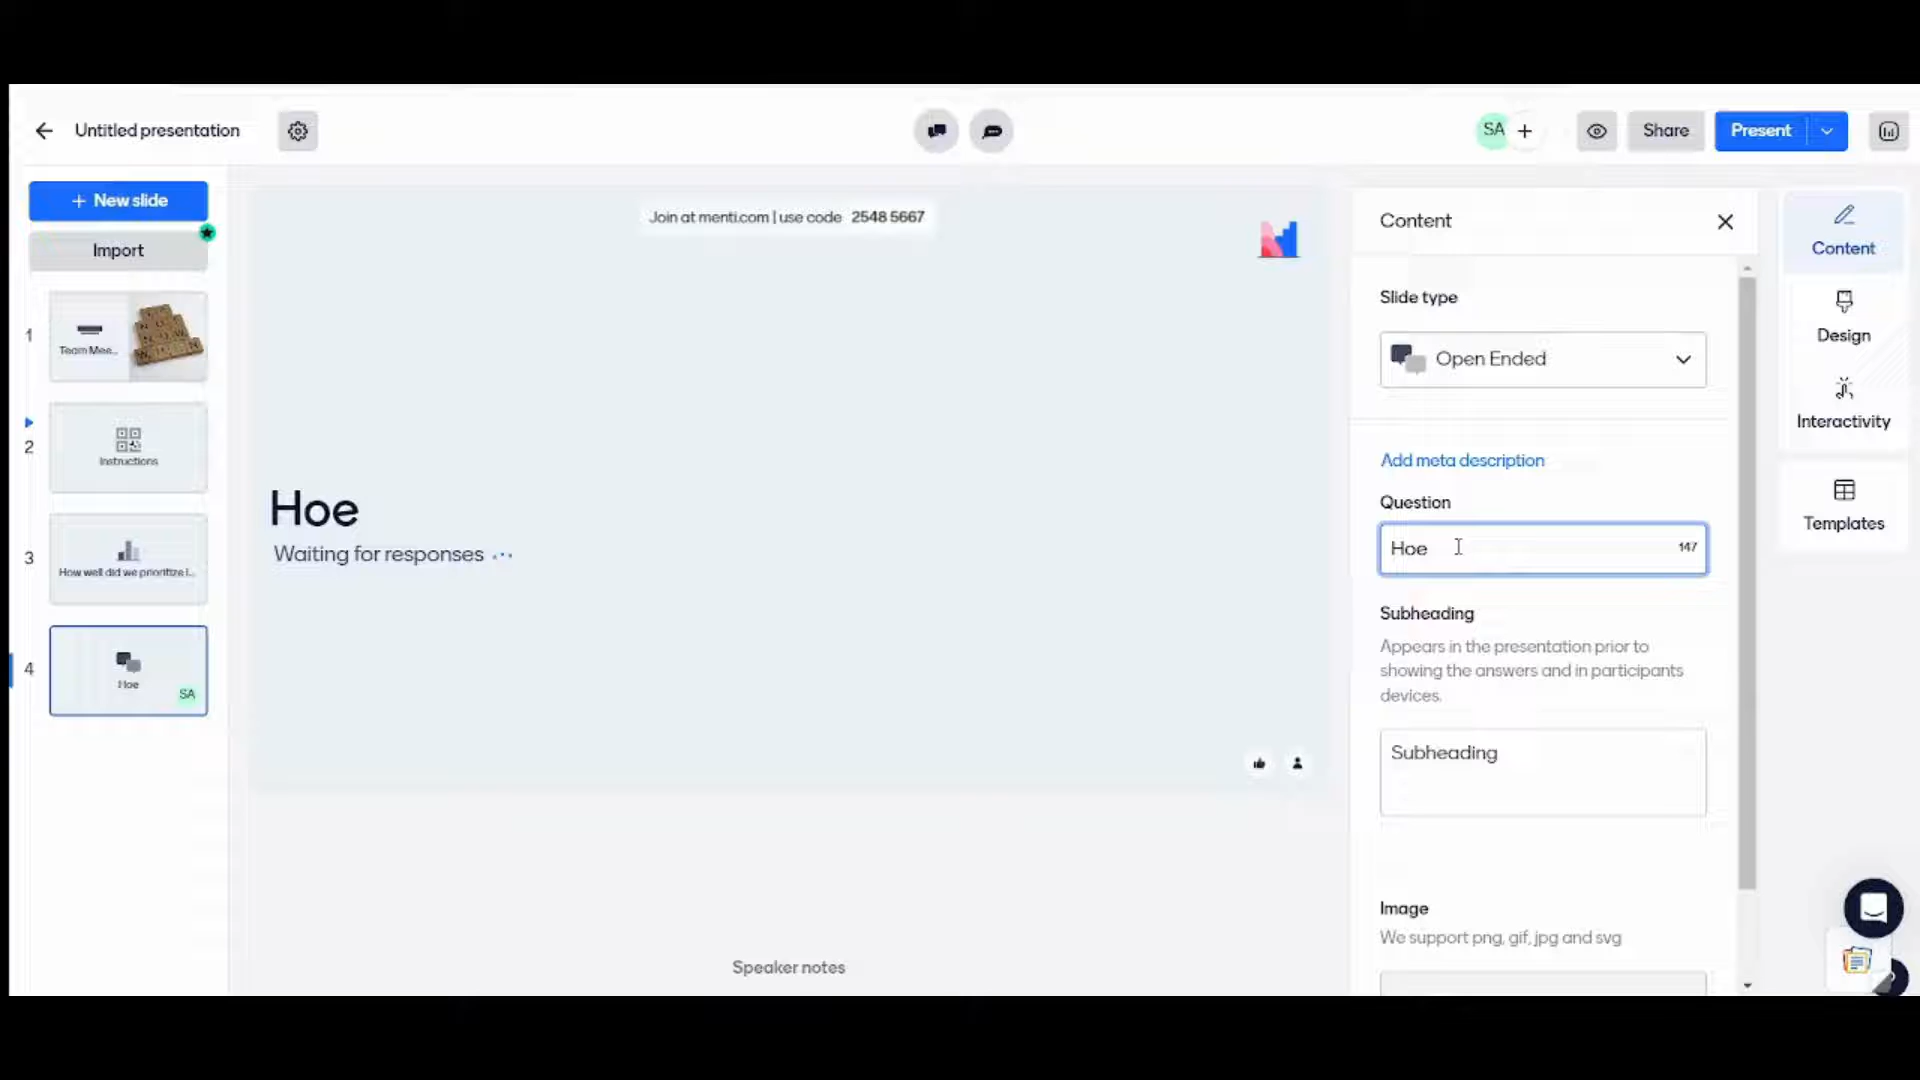 Untitled presentation
SA
Share
Present
New slide
Import
1
Team Mee...
2
Instructions
3
How well did we prioritize l...
4
Hoe
SA
Join at menti.com | use code 2548 5667
Hoe
Waiting for responses
Speaker notes
Content
Slide type
Open Ended
Add meta description
Question
Hoe
147
Subheading
Appears in the presentation prior to
showing the answers and in participants
devices.
Subheading
Image
We support png, gif, jpg and svg
Content
Design
Interactivity
Templates